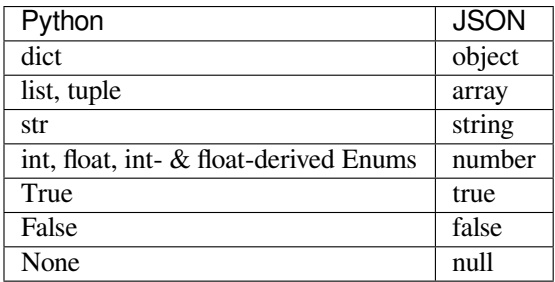 Python JSON
dict object
list, tuple array
str string
int, float, int- & float-derived Enums number
True true
False false
None null